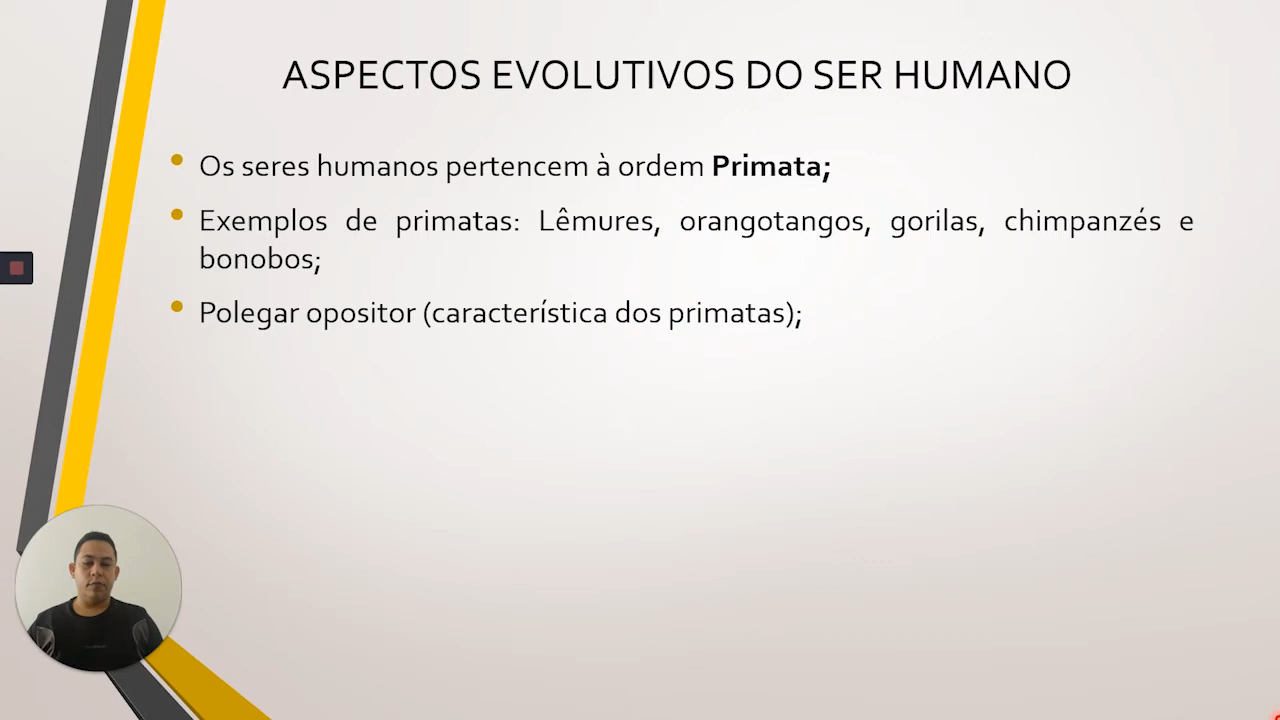 ASPECTOS EVOLUTIVOS DO SER HUMANO
Os seres humanos pertencem à ordem Primata;
Exemplos de primatas: Lêmures, orangotangos, gorilas, chimpanzés e
bonobos;
Polegar opositor (característica dos primatas);